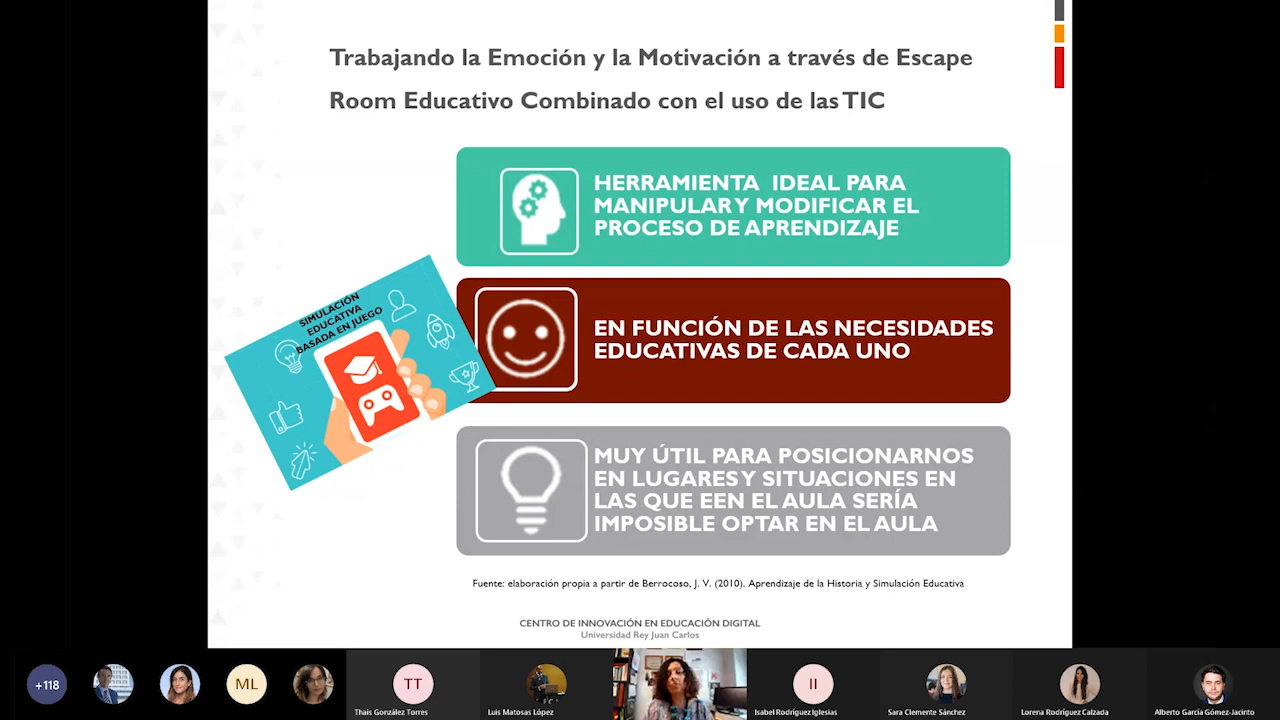 Trabajando la Emoción y la Motivación a través de Escape
Room Educativo Combinado con el uso de las TIC
HERRAMIENTA IDEAL PARA
MANIPULAR Y MODIFICAR EL
PROCESO DE APRENDIZAJE
SIMULACIÓN
EDUCATIVA
BASADA EN JUEGO
EN FUNCIÓN DE LAS NECESIDADES
EDUCATIVAS DE CADA UNO
MUY ÚTIL PARA POSICIONARNOS
EN LUGARES Y SITUACIONES EN
LAS QUE EEN EL AULA SERÍA
IMPOSIBLE OPTAR EN EL AULA
Fuente: elaboración propia a partir de Berrocoso, J. V. (2010). Aprendizaje de la Historia y Simulación Educativa
CENTRO DE INNOVACIÓN EN EDUCACIÓN DIGITAL
Universidad Rey Juan Carlos
+118
ML
TT
II
Thais González Torres
Luis Matosas López
Isabel Rodríguez Iglesias
Sara Clemente Sánchez
Lorena Rodríguez Calzada
Alberto García Gómez-Jacinto